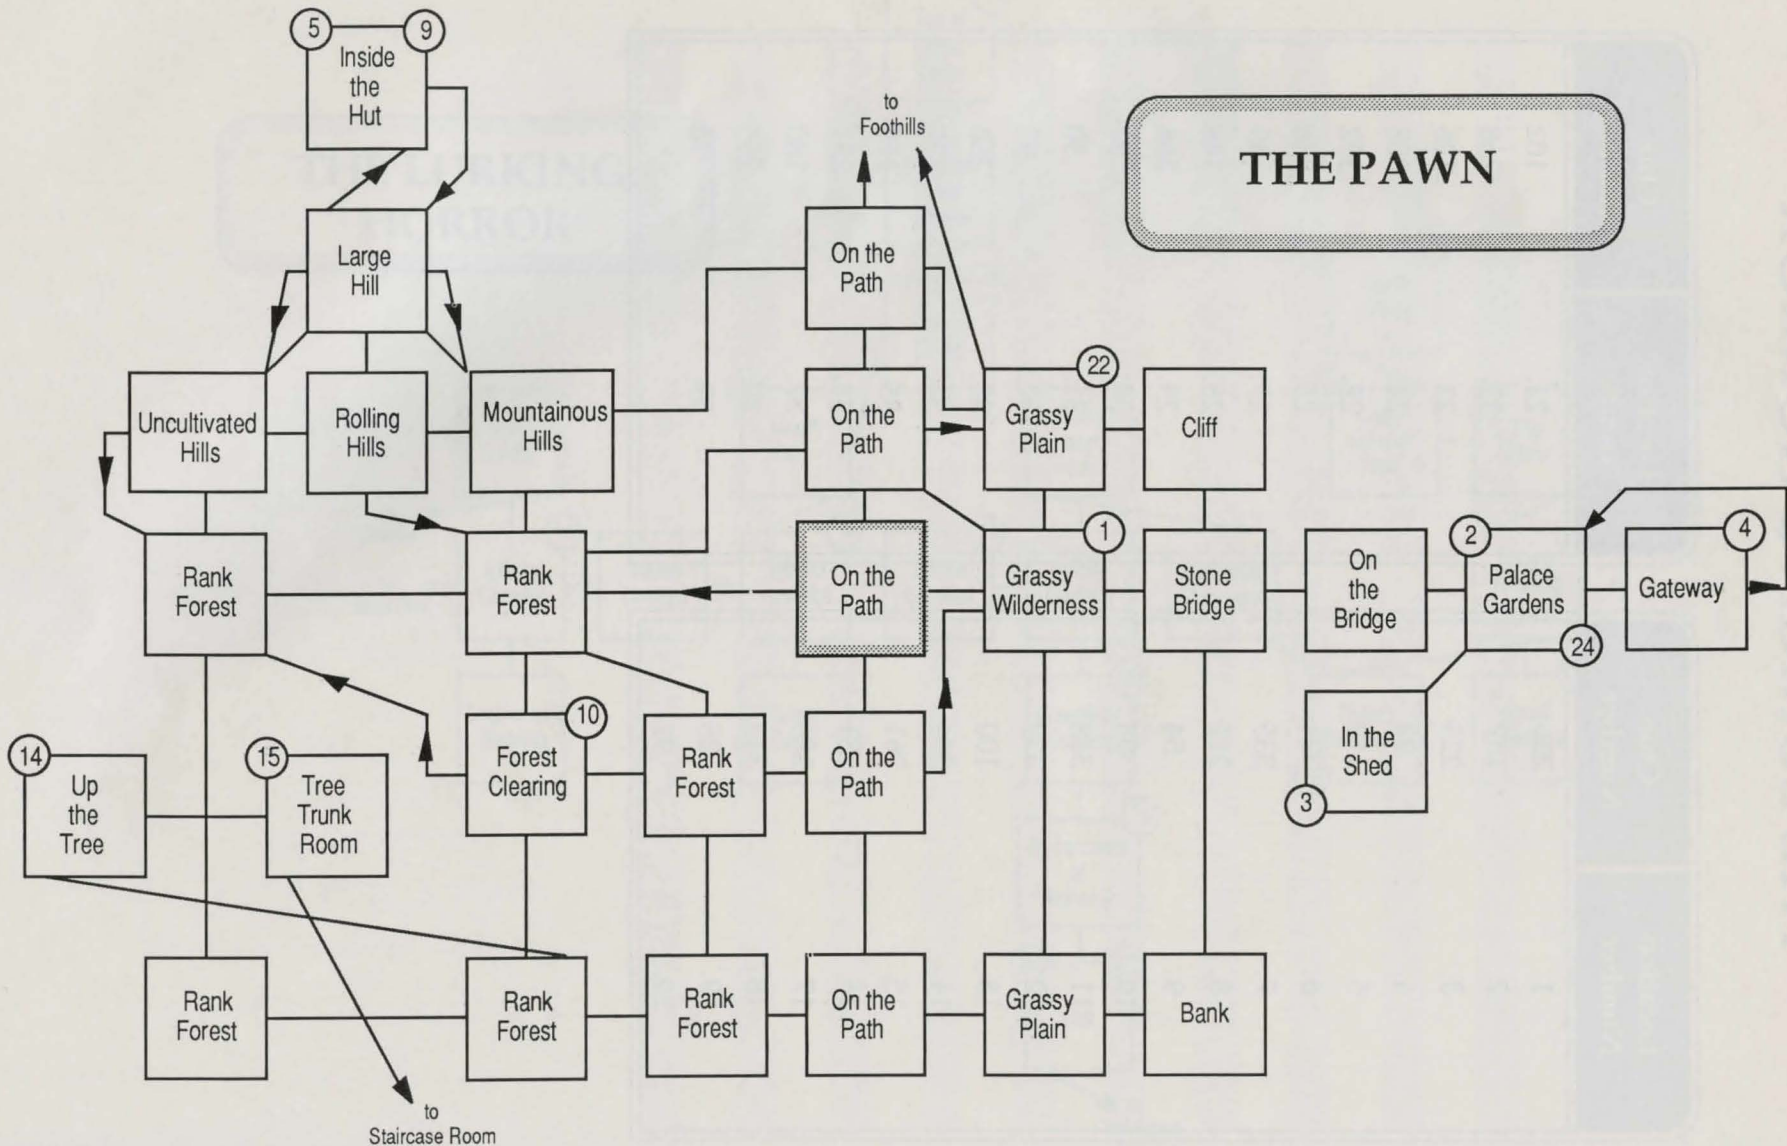 5
9
Inside
the
Hut
to
Foothills
THE PAWN
THE LURKING
HORROR
Large
Hill
On the
Path
22
Uncultivated
Hills
Rolling
Hills
Mountainous
Hills
On the
Path
Grassy
Plain
Cliff
1
2
4
Rank
Forest
Rank
Forest
On the
Path
Grassy
Wilderness
Stone
Bridge
On
the
Bridge
Palace
Gardens
Gateway
24
10
14
15
Up
the
Tree
Tree
Trunk
Room
Forest
Clearing
Rank
Forest
On the
Path
In the
Shed
3
Rank
Forest
Rank
Forest
Rank
Forest
On the
Path
Grassy
Plain
Bank
to
Staircase Room